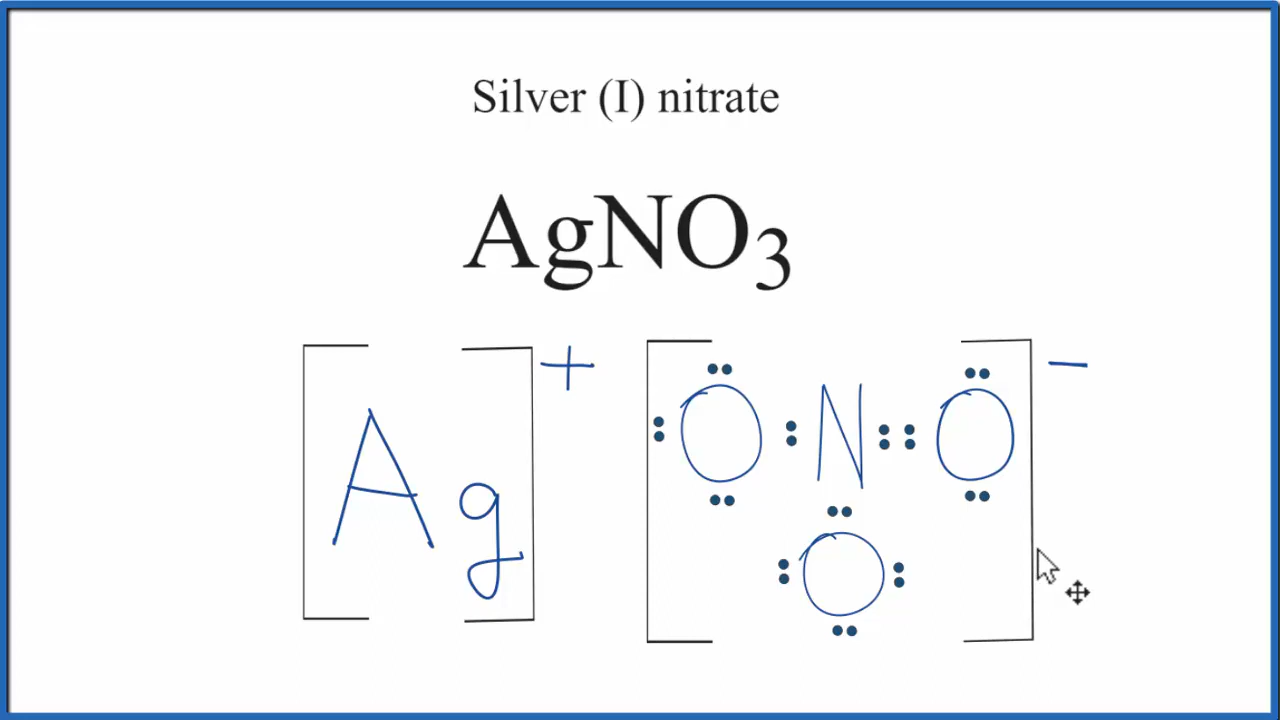 Silver (I) nitrate
AgNO₃
[Ag]⁺ [:O:N::O]⁻
O